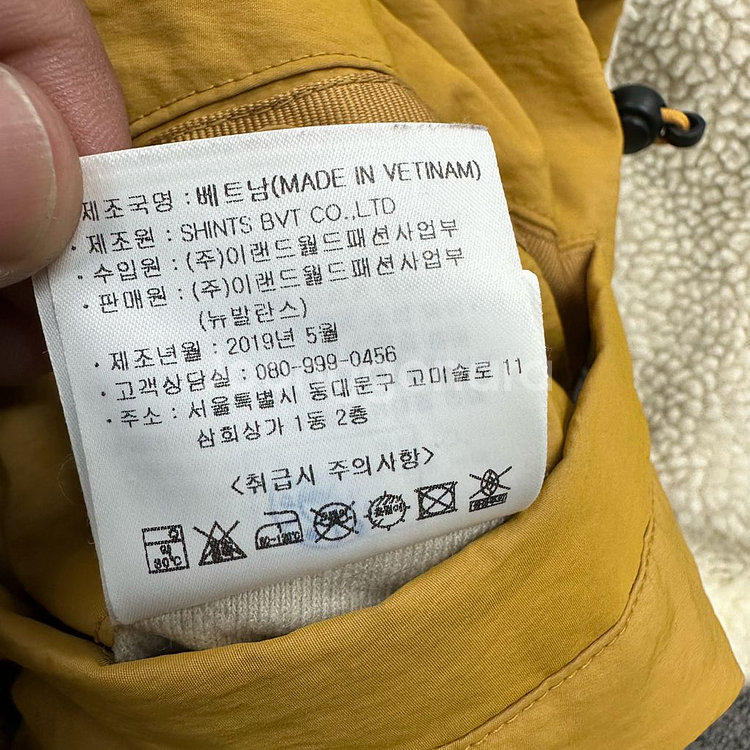 제조국명 : 베트남(MADE IN VETINAM)
· 제조원 : SHINTS BVT CO.,LTD
· 수입원 : (주)이랜드월드패션사업부
· 판매원 : (주)이랜드월드패션사업부
(뉴발란스)
· 제조년월 : 2019년 5월
· 고객상담실 : 080-999-0456
· 주소 : 서울특별시 동대문구 고미술로 11
삼희상가 1동 2층
<취급시 주의사항>
약
30℃
80-120℃